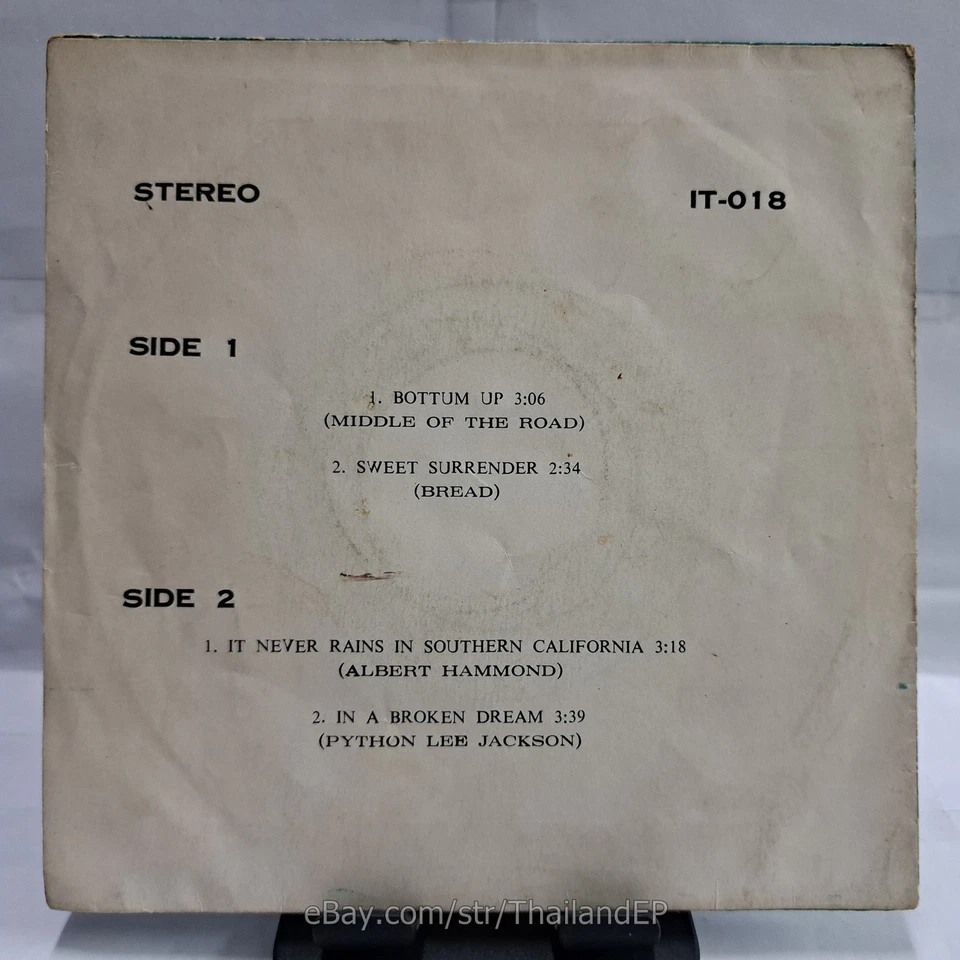 STEREO IT-018
SIDE 1
1. BOTTUM UP 3:06
(MIDDLE OF THE ROAD)
2. SWEET SURRENDER 2:34
(BREAD)
SIDE 2
1. IT NEVER RAINS IN SOUTHERN CALIFORNIA 3:18
(ALBERT HAMMOND)
2. IN A BROKEN DREAM 3:39
(PYTHON LEE JACKSON)
eBay.com/str/ThailandEP